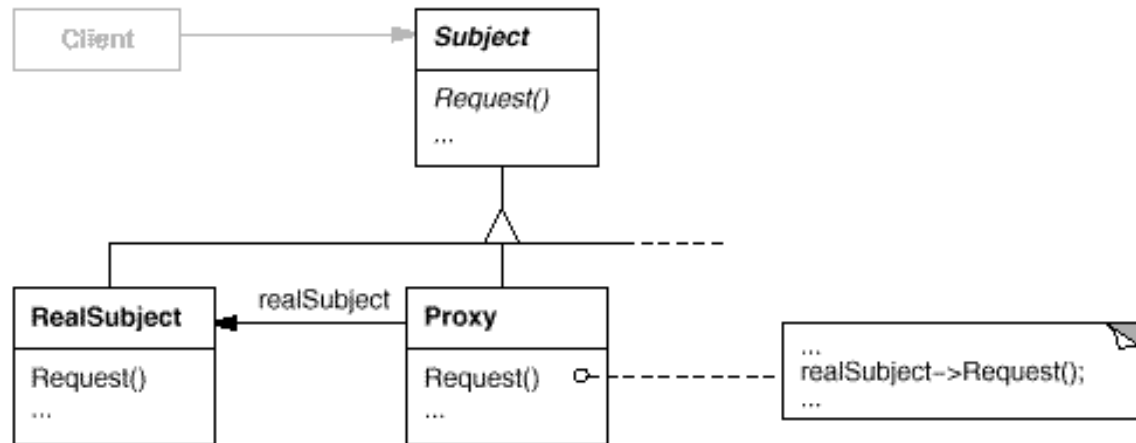 Client
Subject
Request()
...
realSubject
RealSubject
Request()
...
Proxy
Request()
...
...
realSubject->Request();
...